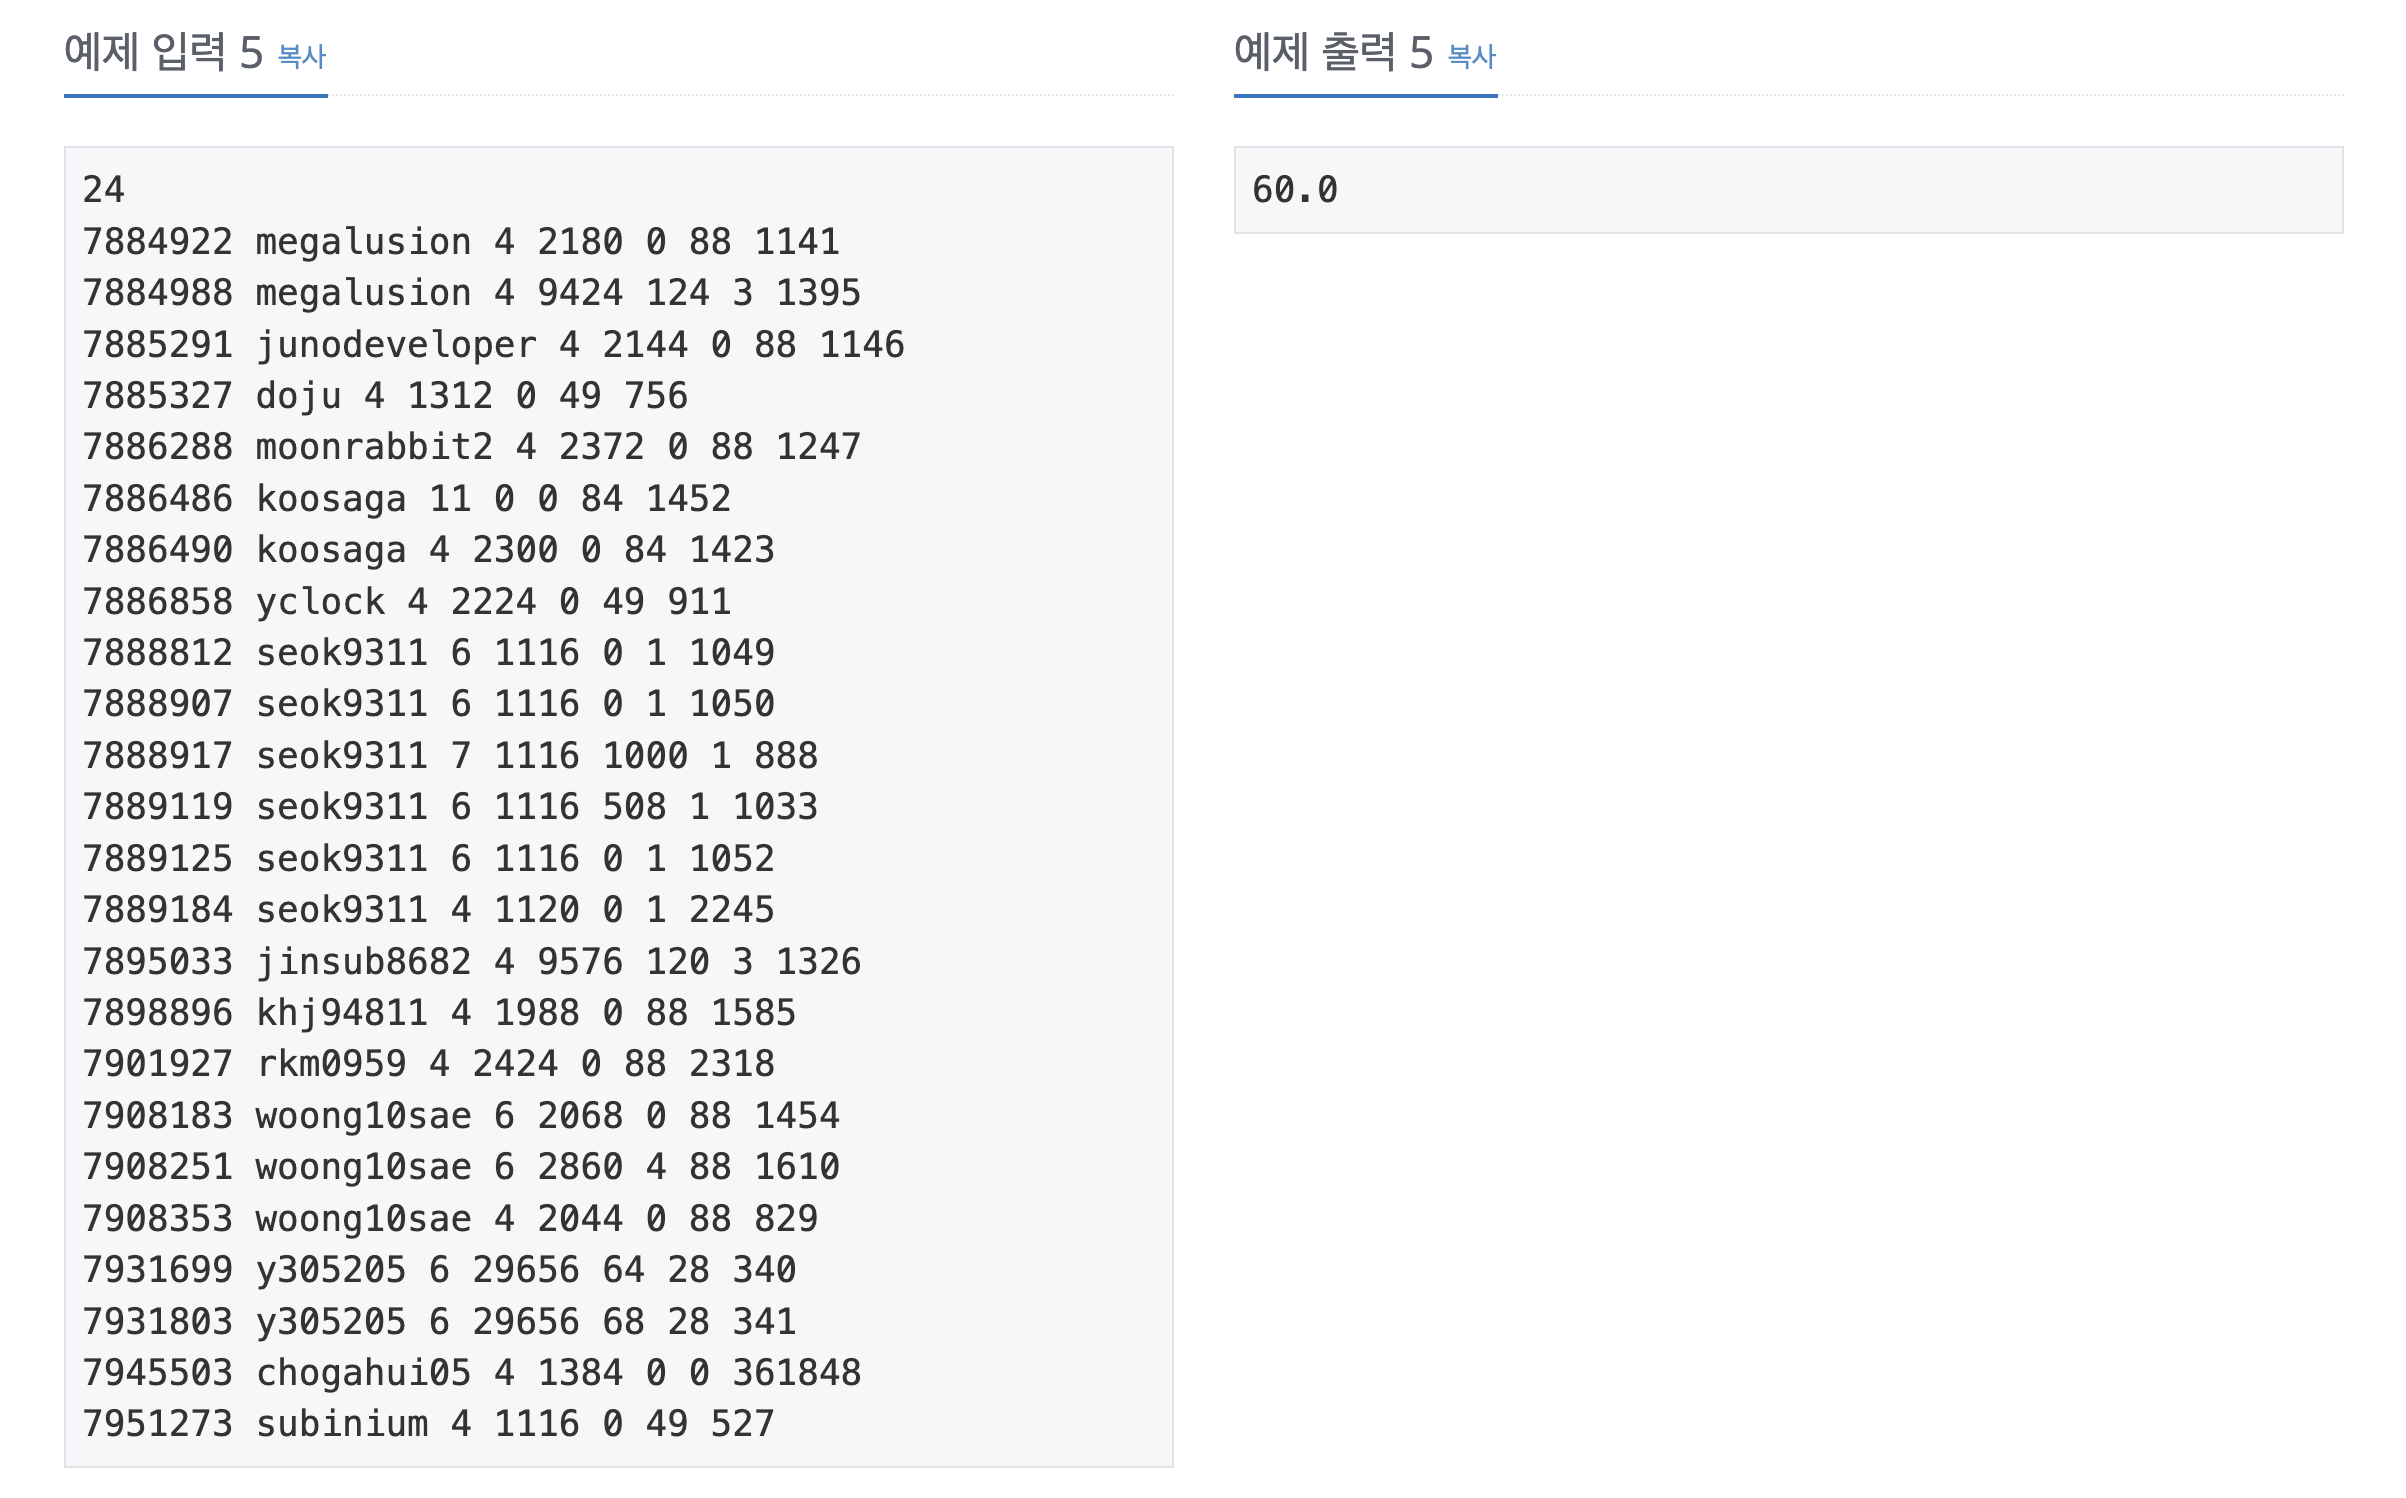 예제 입력 5 복사
24
7884922 megalusion 4 2180 0 88 1141
7884988 megalusion 4 9424 124 3 1395
7885291 junodeveloper 4 2144 0 88 1146
7885327 doju 4 1312 0 49 756
7886288 moonrabbit2 4 2372 0 88 1247
7886486 koosaga 11 0 0 84 1452
7886490 koosaga 4 2300 0 84 1423
7886858 yclock 4 2224 0 49 911
7888812 seok9311 6 1116 0 1 1049
7888907 seok9311 6 1116 0 1 1050
7888917 seok9311 7 1116 1000 1 888
7889119 seok9311 6 1116 508 1 1033
7889125 seok9311 6 1116 0 1 1052
7889184 seok9311 4 1120 0 1 2245
7895033 jinsub8682 4 9576 120 3 1326
7898896 khj94811 4 1988 0 88 1585
7901927 rkm0959 4 2424 0 88 2318
7908183 woong10sae 6 2068 0 88 1454
7908251 woong10sae 6 2860 4 88 1610
7908353 woong10sae 4 2044 0 88 829
7931699 y305205 6 29656 64 28 340
7931803 y305205 6 29656 68 28 341
7945503 chogahui05 4 1384 0 0 361848
7951273 subinium 4 1116 0 49 527
예제 출력 5 복사
60.0